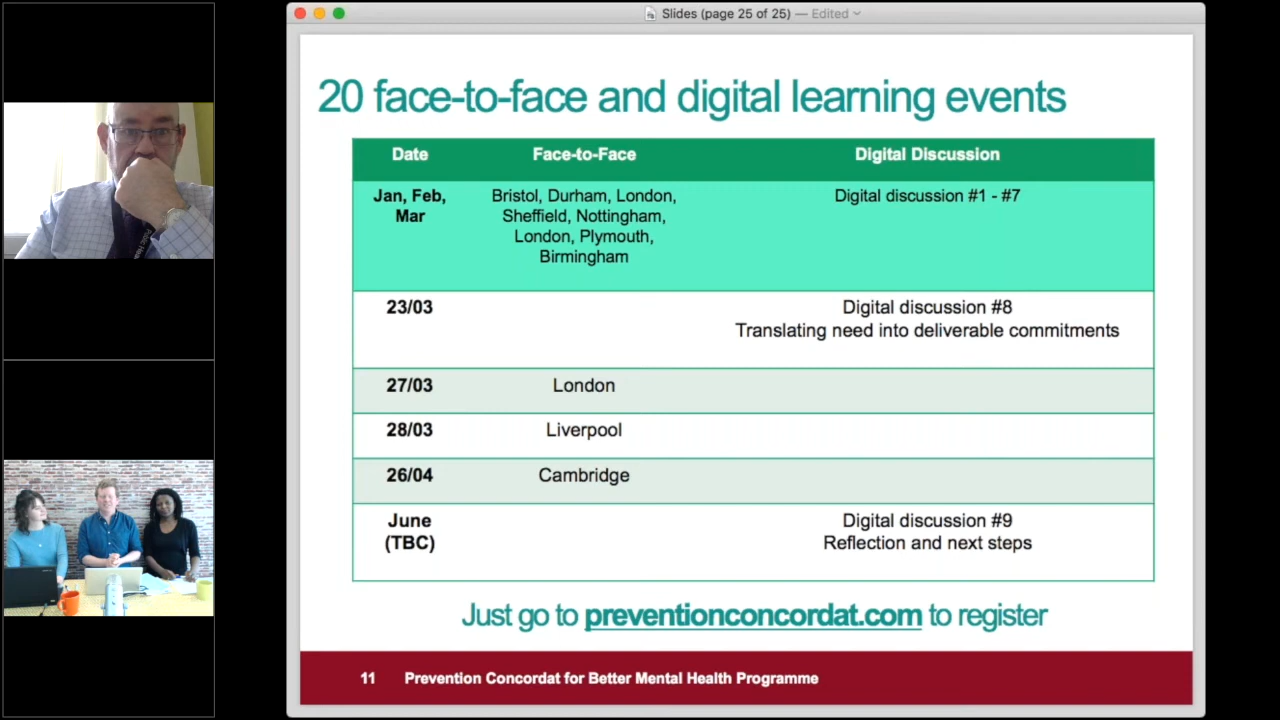 Slides (page 25 of 25) — Edited
20 face-to-face and digital learning events
Date Face-to-Face Digital Discussion
Jan, Feb, Bristol, Durham, London, Digital discussion #1 - #7
Mar Sheffield, Nottingham,
London, Plymouth,
Birmingham
23/03 Digital discussion #8
Translating need into deliverable commitments
27/03 London
28/03 Liverpool
26/04 Cambridge
June Digital discussion #9
(TBC) Reflection and next steps
Just go to preventionconcordat.com to register
11 Prevention Concordat for Better Mental Health Programme